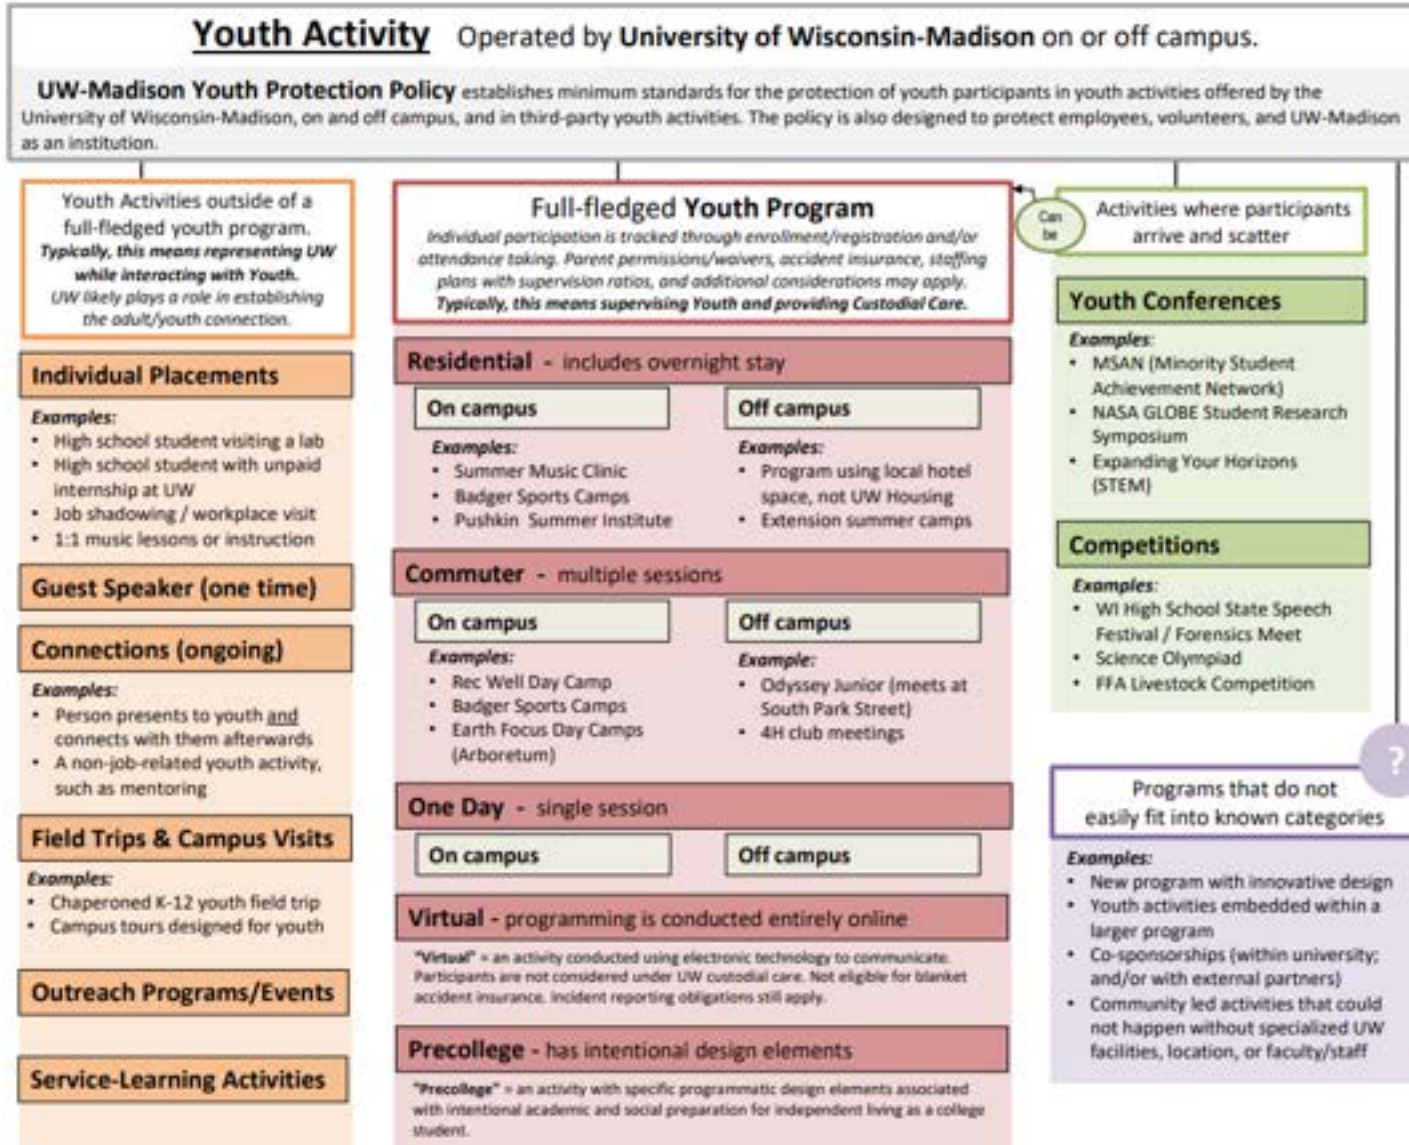 Youth Activity Operated by University of Wisconsin-Madison on or off campus.
UW-Madison Youth Protection Policy establishes minimum standards for the protection of youth participants in youth activities offered by the
University of Wisconsin-Madison, on and off campus, and in third-party youth activities. The policy is also designed to protect employees, volunteers, and UW-Madison
as an institution.
Youth Activities outside of a
full-fledged youth program.
Typically, this means representing UW
while interacting with Youth.
UW likely plays a role in establishing
the adult/youth connection.
Individual Placements
Examples:
• High school student visiting a lab
• High school student with unpaid
internship at UW
• Job shadowing / workplace visit
• 1:1 music lessons or instruction
Guest Speaker (one time)
Connections (ongoing)
Examples:
• Person presents to youth and
connects with them afterwards
• A non-job-related youth activity,
such as mentoring
Field Trips & Campus Visits
Examples:
• Chaperoned K-12 youth field trip
• Campus tours designed for youth
Outreach Programs/Events
Service-Learning Activities
Full-fledged Youth Program
Individual participation is tracked through enrollment/registration and/or
attendance taking. Parent permissions/waivers, accident insurance, staffing
plans with supervision ratios, and additional considerations may apply.
Typically, this means supervising Youth and providing Custodial Care.
Residential - includes overnight stay
On campus
Examples:
• Summer Music Clinic
• Badger Sports Camps
• Pushkin Summer Institute
Off campus
Examples:
• Program using local hotel
space, not UW Housing
• Extension summer camps
Commuter - multiple sessions
On campus
Examples:
• Rec Well Day Camp
• Badger Sports Camps
• Earth Focus Day Camps
(Arboretum)
Off campus
Example:
• Odyssey Junior (meets at
South Park Street)
• 4H club meetings
One Day - single session
On campus
Off campus
Virtual - programming is conducted entirely online
"Virtual" = an activity conducted using electronic technology to communicate.
Participants are not considered under UW custodial care. Not eligible for blanket
accident insurance. Incident reporting obligations still apply.
Precollege - has intentional design elements
"Precollege" = an activity with specific programmatic design elements associated
with intentional academic and social preparation for independent living as a college
student.
Can
be
Activities where participants
arrive and scatter
Youth Conferences
Examples:
• MSAN (Minority Student
Achievement Network)
• NASA GLOBE Student Research
Symposium
• Expanding Your Horizons
(STEM)
Competitions
Examples:
• WI High School State Speech
Festival / Forensics Meet
• Science Olympiad
• FFA Livestock Competition
?
Programs that do not
easily fit into known categories
Examples:
• New program with innovative design
• Youth activities embedded within a
larger program
• Co-sponsorships (within university;
and/or with external partners)
• Community led activities that could
not happen without specialized UW
facilities, location, or faculty/staff